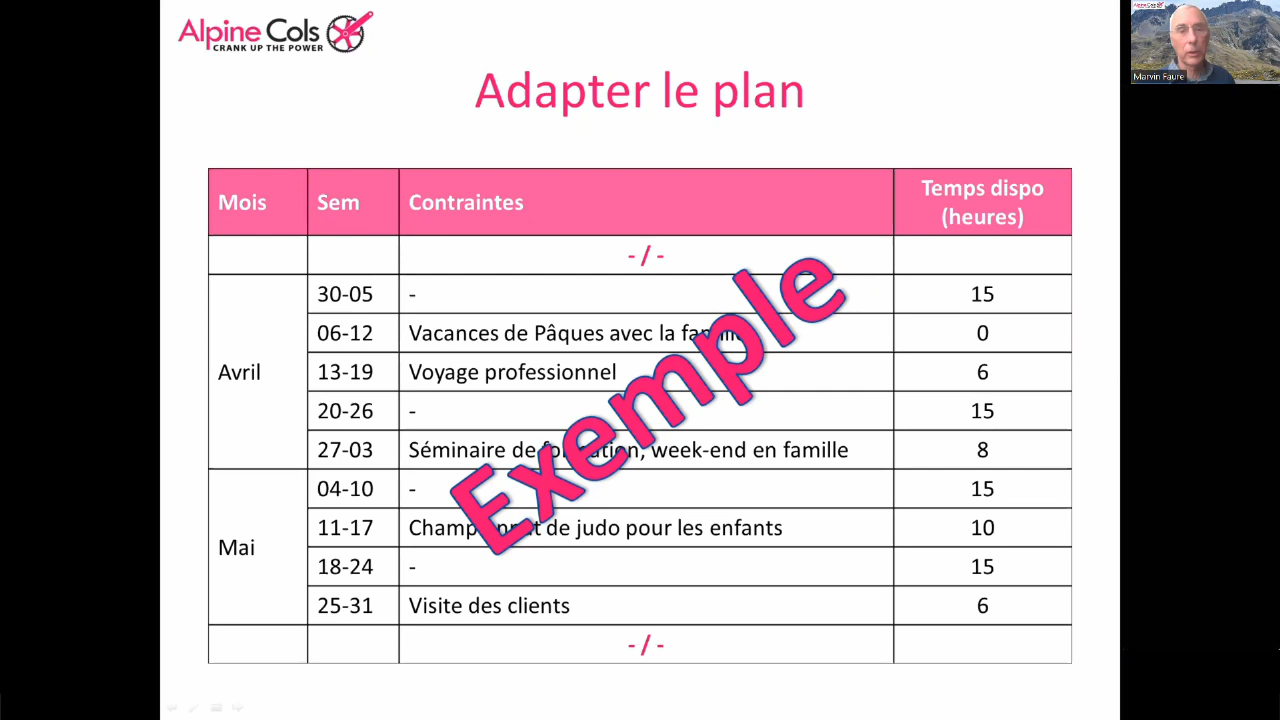 Alpine Cols
CRANK UP THE POWER
Marvin Faure
Adapter le plan
Mois Sem Contraintes Temps dispo (heures)
- / -
Avril
30-05 - 15
06-12 Vacances de Pâques avec la famille 0
13-19 Voyage professionnel 6
20-26 - 15
27-03 Séminaire de formation, week-end en famille 8
Mai
04-10 - 15
11-17 Championnat de judo pour les enfants 10
18-24 - 15
25-31 Visite des clients 6
- / -
Exemple